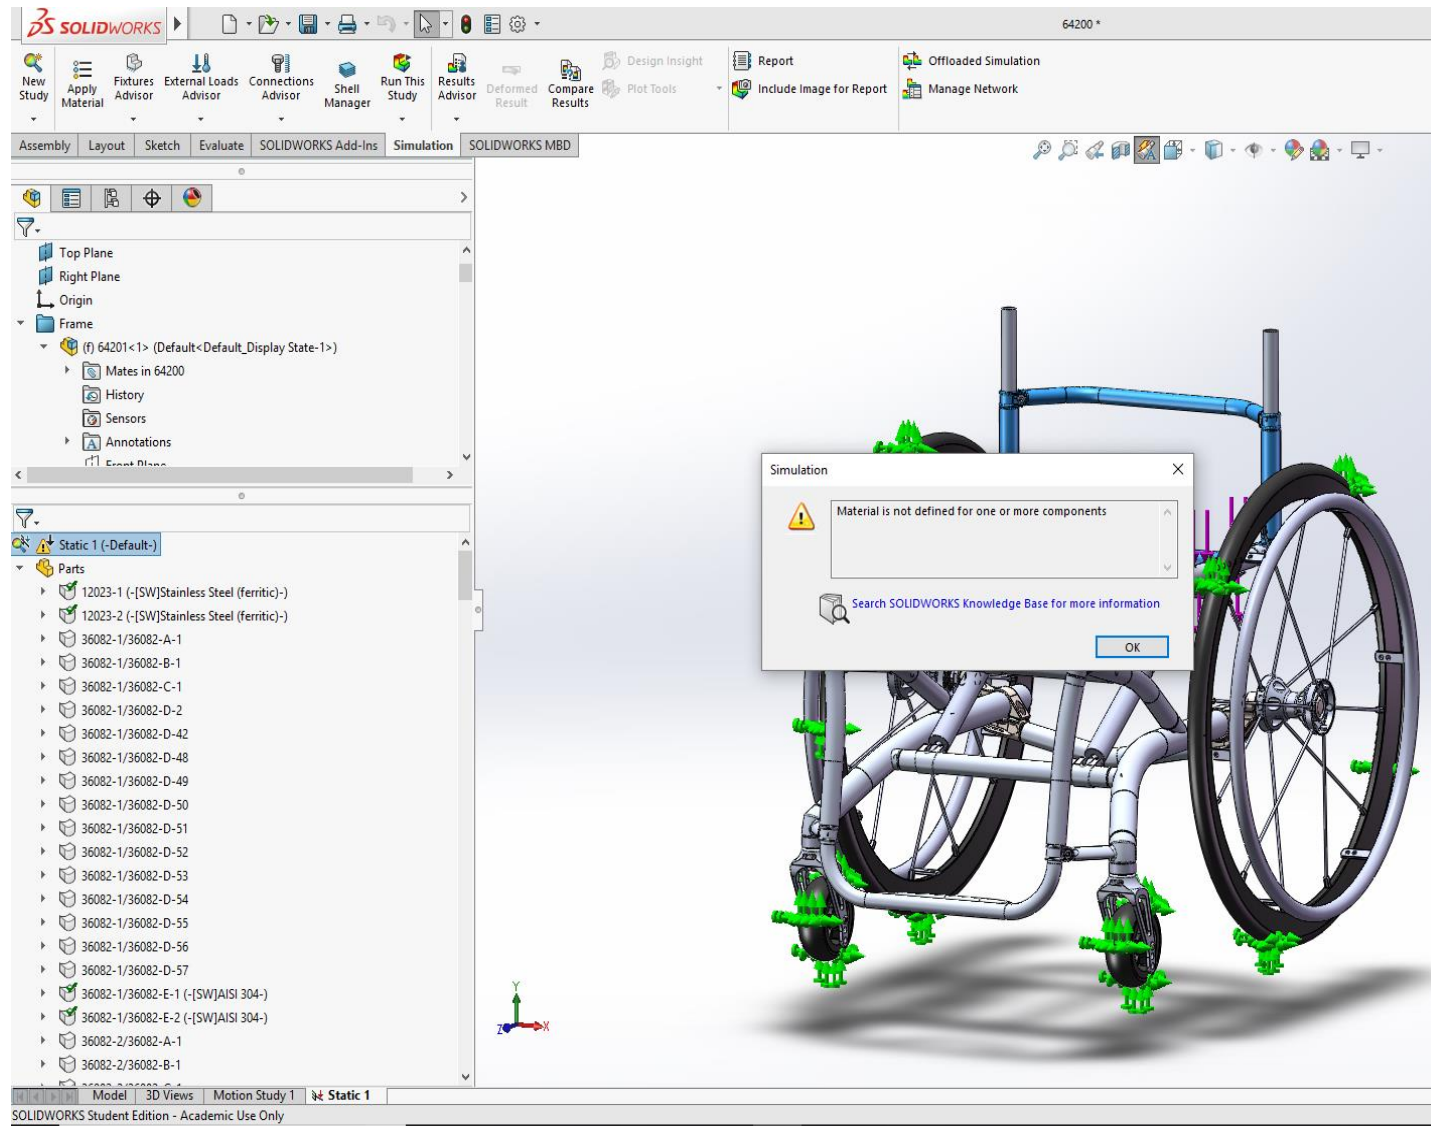 SOLIDWORKS
64200 *
New Study
Apply Material
Fixtures Advisor
External Loads Advisor
Connections Advisor
Shell Manager
Run This Study
Results Advisor
Deformed Result
Compare Results
Design Insight
Plot Tools
Report
Include Image for Report
Offloaded Simulation
Manage Network
Assembly Layout Sketch Evaluate SOLIDWORKS Add-Ins Simulation SOLIDWORKS MBD
Top Plane
Right Plane
Origin
Frame
(f) 64201<1> (Default<Default_Display State-1>)
Mates in 64200
History
Sensors
Annotations
Front Plane
Static 1 (-Default-)
Parts
12023-1 (-[SW]Stainless Steel (ferritic)-)
12023-2 (-[SW]Stainless Steel (ferritic)-)
36082-1/36082-A-1
36082-1/36082-B-1
36082-1/36082-C-1
36082-1/36082-D-2
36082-1/36082-D-42
36082-1/36082-D-48
36082-1/36082-D-49
36082-1/36082-D-50
36082-1/36082-D-51
36082-1/36082-D-52
36082-1/36082-D-53
36082-1/36082-D-54
36082-1/36082-D-55
36082-1/36082-D-56
36082-1/36082-D-57
36082-1/36082-E-1 (-[SW]AISI 304-)
36082-1/36082-E-2 (-[SW]AISI 304-)
36082-2/36082-A-1
36082-2/36082-B-1
Simulation
Material is not defined for one or more components
Search SOLIDWORKS Knowledge Base for more information
OK
Y
Z X
Model 3D Views Motion Study 1 Static 1
SOLIDWORKS Student Edition - Academic Use Only